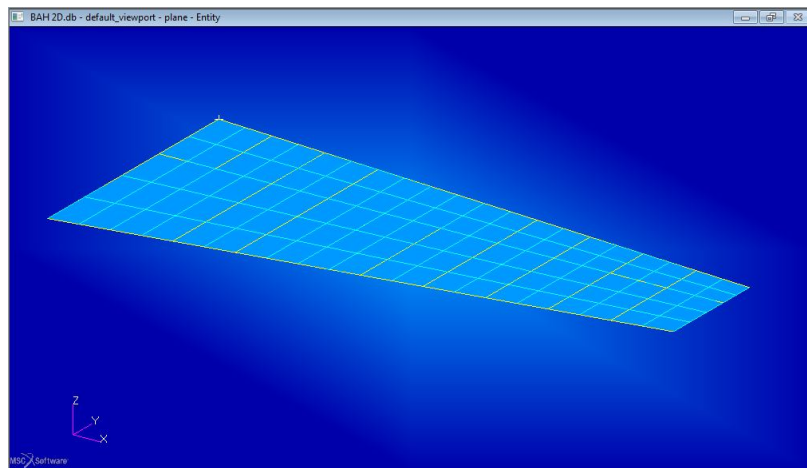 BAH 2D.db - default_viewport - plane - Entity
Z
Y
X
MSC Software